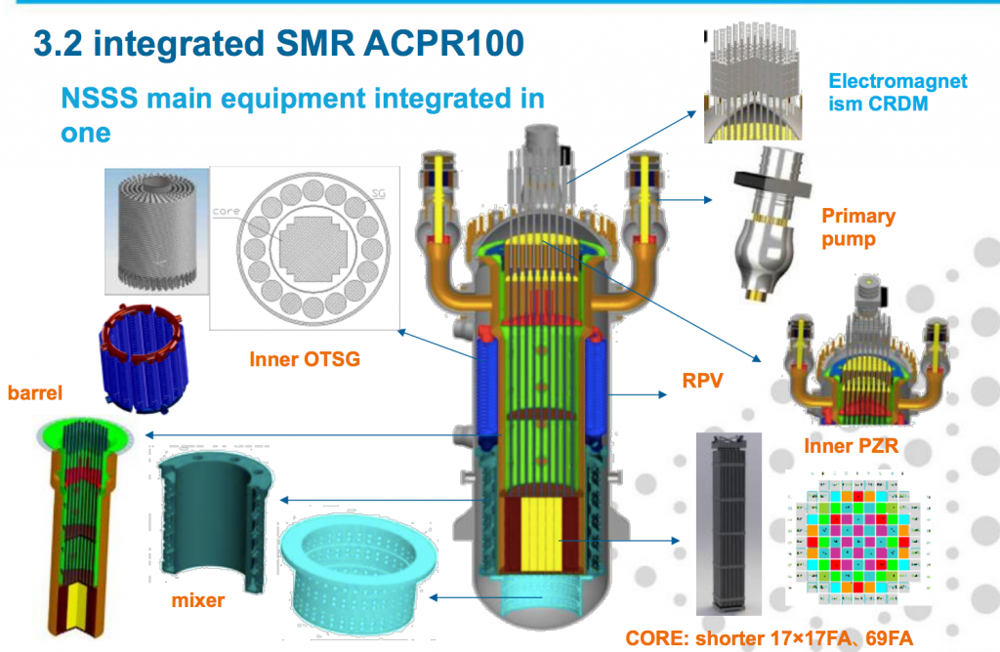 3.2 integrated SMR ACPR100
NSSS main equipment integrated in
one
Electromagnet
ism CRDM
Primary
pump
core
SG
Inner OTSG
RPV
barrel
Inner PZR
mixer
CORE: shorter 17×17FA、69FA